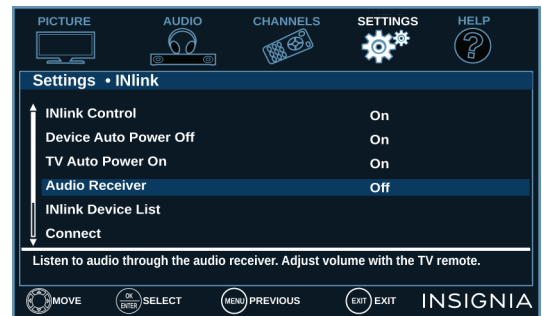 PICTURE AUDIO CHANNELS SETTINGS HELP
Settings • INlink
INlink Control On
Device Auto Power Off On
TV Auto Power On On
Audio Receiver Off
INlink Device List
Connect
Listen to audio through the audio receiver. Adjust volume with the TV remote.
MOVE OK ENTER SELECT MENU PREVIOUS EXIT EXIT INSIGNIA